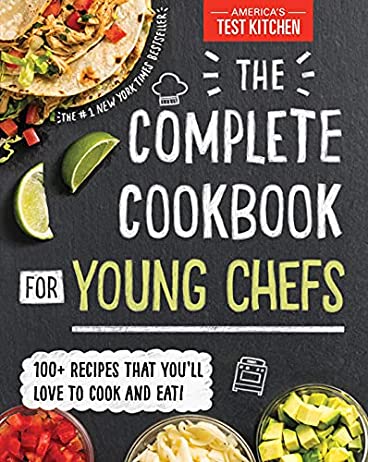 AMERICA'S
TEST KITCHEN
THE #1 NEW YORK TIMES BESTSELLER
THE
COMPLETE
COOKBOOK
FOR YOUNG CHEFS
100+ RECIPES THAT YOU'LL
LOVE TO COOK AND EAT!